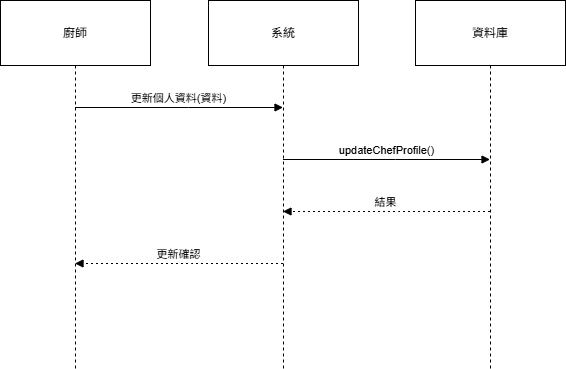 廚師
系統
資料庫
更新個人資料(資料)
updateChefProfile()
結果
更新確認